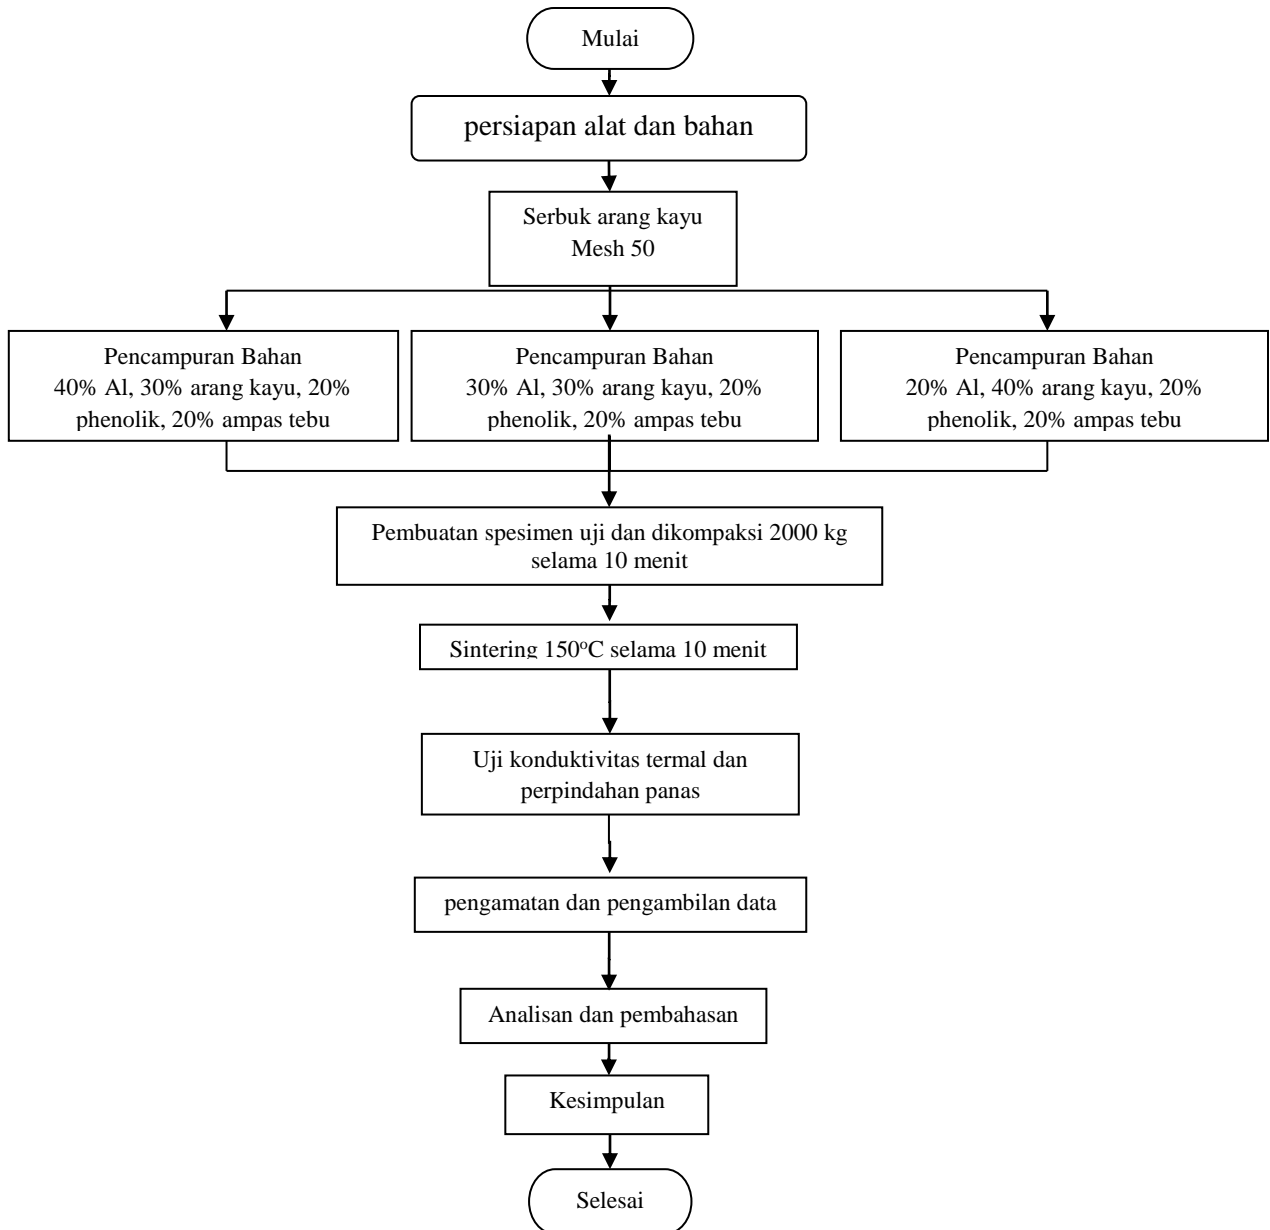 Mulai
persiapan alat dan bahan
Serbuk arang kayu
Mesh 50
Pencampuran Bahan
40% Al, 30% arang kayu, 20%
phenolik, 20% ampas tebu
Pencampuran Bahan
30% Al, 30% arang kayu, 20%
phenolik, 20% ampas tebu
Pencampuran Bahan
20% Al, 40% arang kayu, 20%
phenolik, 20% ampas tebu
Pembuatan spesimen uji dan dikompaksi 2000 kg
selama 10 menit
Sintering 150°C selama 10 menit
Uji konduktivitas termal dan
perpindahan panas
pengamatan dan pengambilan data
Analisan dan pembahasan
Kesimpulan
Selesai